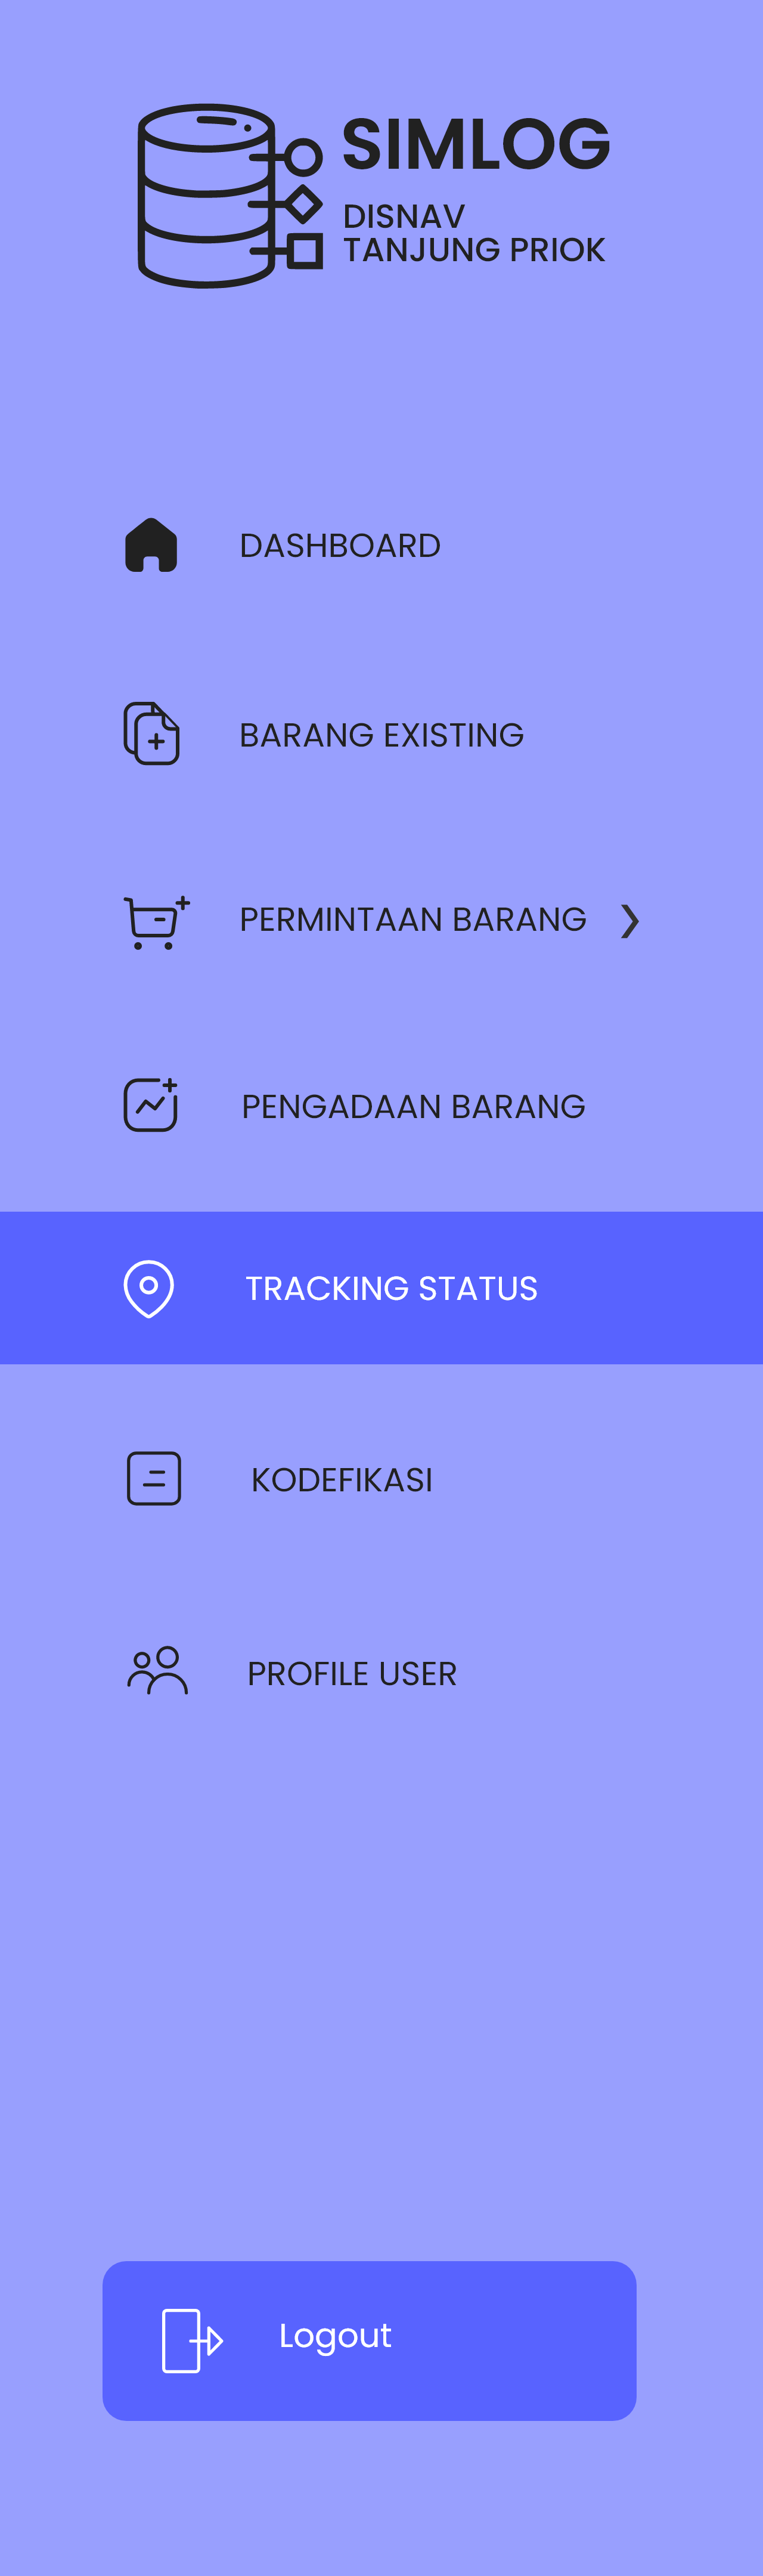 SIMLOG
DISNAV
TANJUNG PRIOK
DASHBOARD
BARANG EXISTING
PERMINTAAN BARANG
PENGADAAN BARANG
TRACKING STATUS
KODEFIKASI
PROFILE USER
Logout